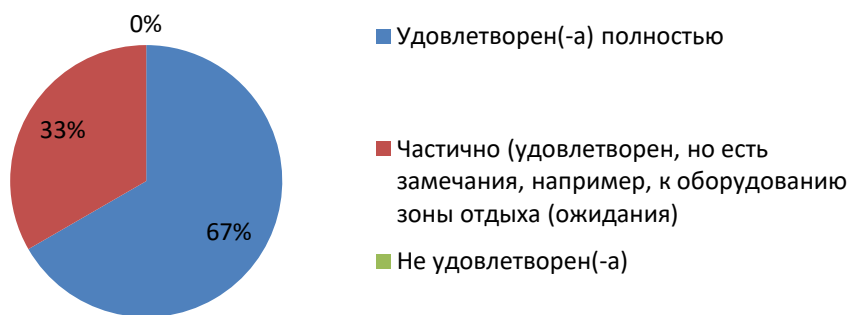 0%
33%
67%
Удовлетворен(-а) полностью
Частично (удовлетворен, но есть
замечания, например, к оборудованию
зоны отдыха (ожидания)
Не удовлетворен(-а)